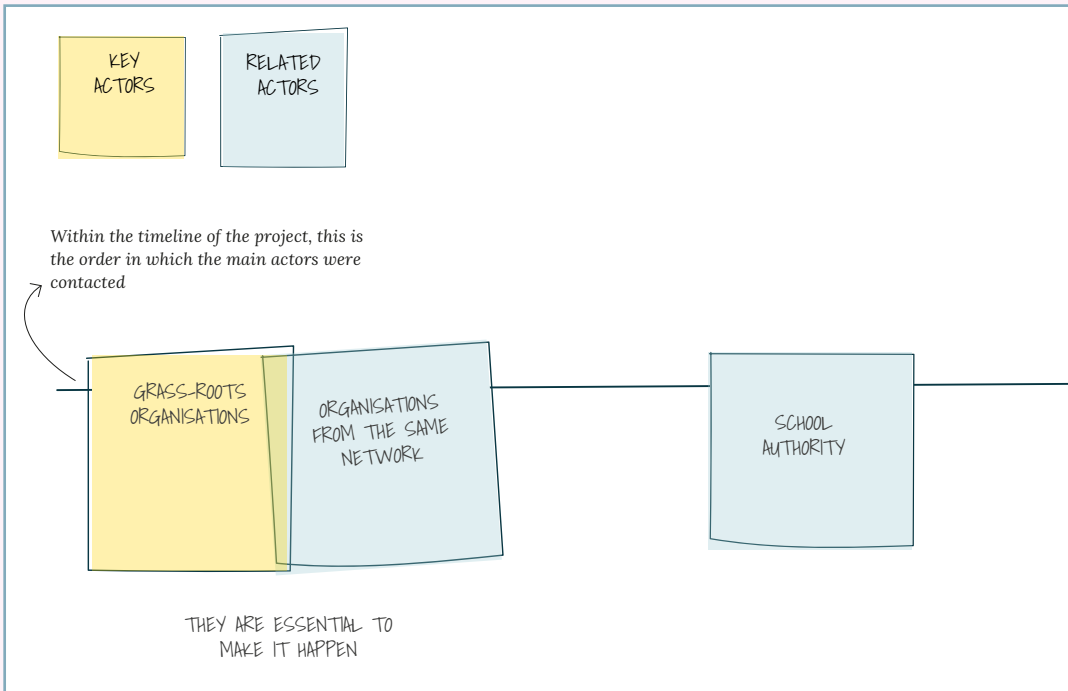 KEY
ACTORS
RELATED
ACTORS
Within the timeline of the project, this is
the order in which the main actors were
contacted
GRASS-ROOTS
ORGANISATIONS
ORGANISATIONS
FROM THE SAME
NETWORK
SCHOOL
AUTHORITY
THEY ARE ESSENTIAL TO
MAKE IT HAPPEN